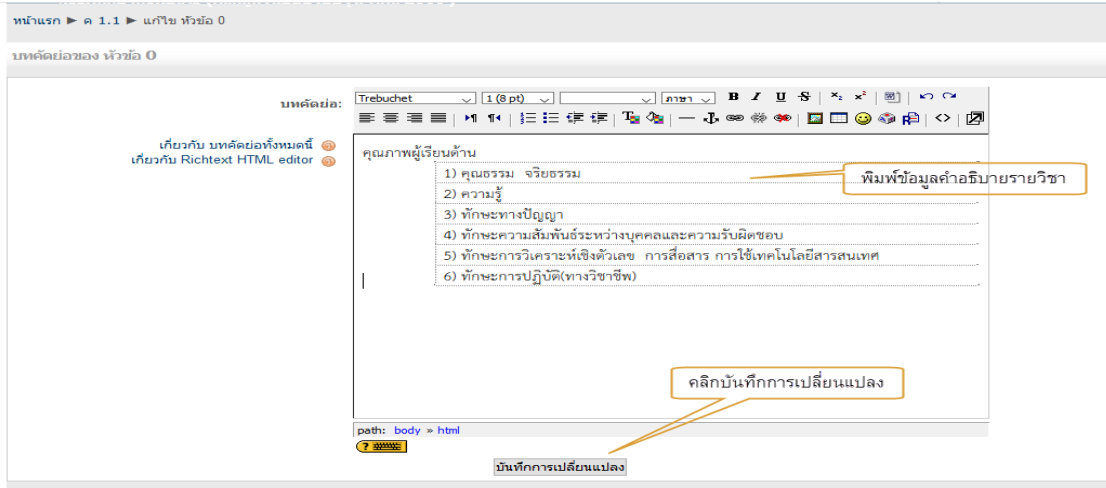 หน้าแรก ► ค 1.1 ► แก้ไข หัวข้อ 0
บทคัดย่อของ หัวข้อ 0
บทคัดย่อ:
Trebuchet 1 (8 pt) ภาษา B I U S x₂ x²
เกี่ยวกับ บทคัดย่อทั้งหมดนี้
เกี่ยวกับ Richtext HTML editor
คุณภาพผู้เรียนด้าน
1) คุณธรรม จริยธรรม
2) ความรู้
3) ทักษะทางปัญญา
4) ทักษะความสัมพันธ์ระหว่างบุคคลและความรับผิดชอบ
5) ทักษะการวิเคราะห์เชิงตัวเลข การสื่อสาร การใช้เทคโนโลยีสารสนเทศ
6) ทักษะการปฏิบัติ(ทางวิชาชีพ)
พิมพ์ข้อมูลคำอธิบายรายวิชา
คลิกบันทึกการเปลี่ยนแปลง
path: body » html
?
บันทึกการเปลี่ยนแปลง